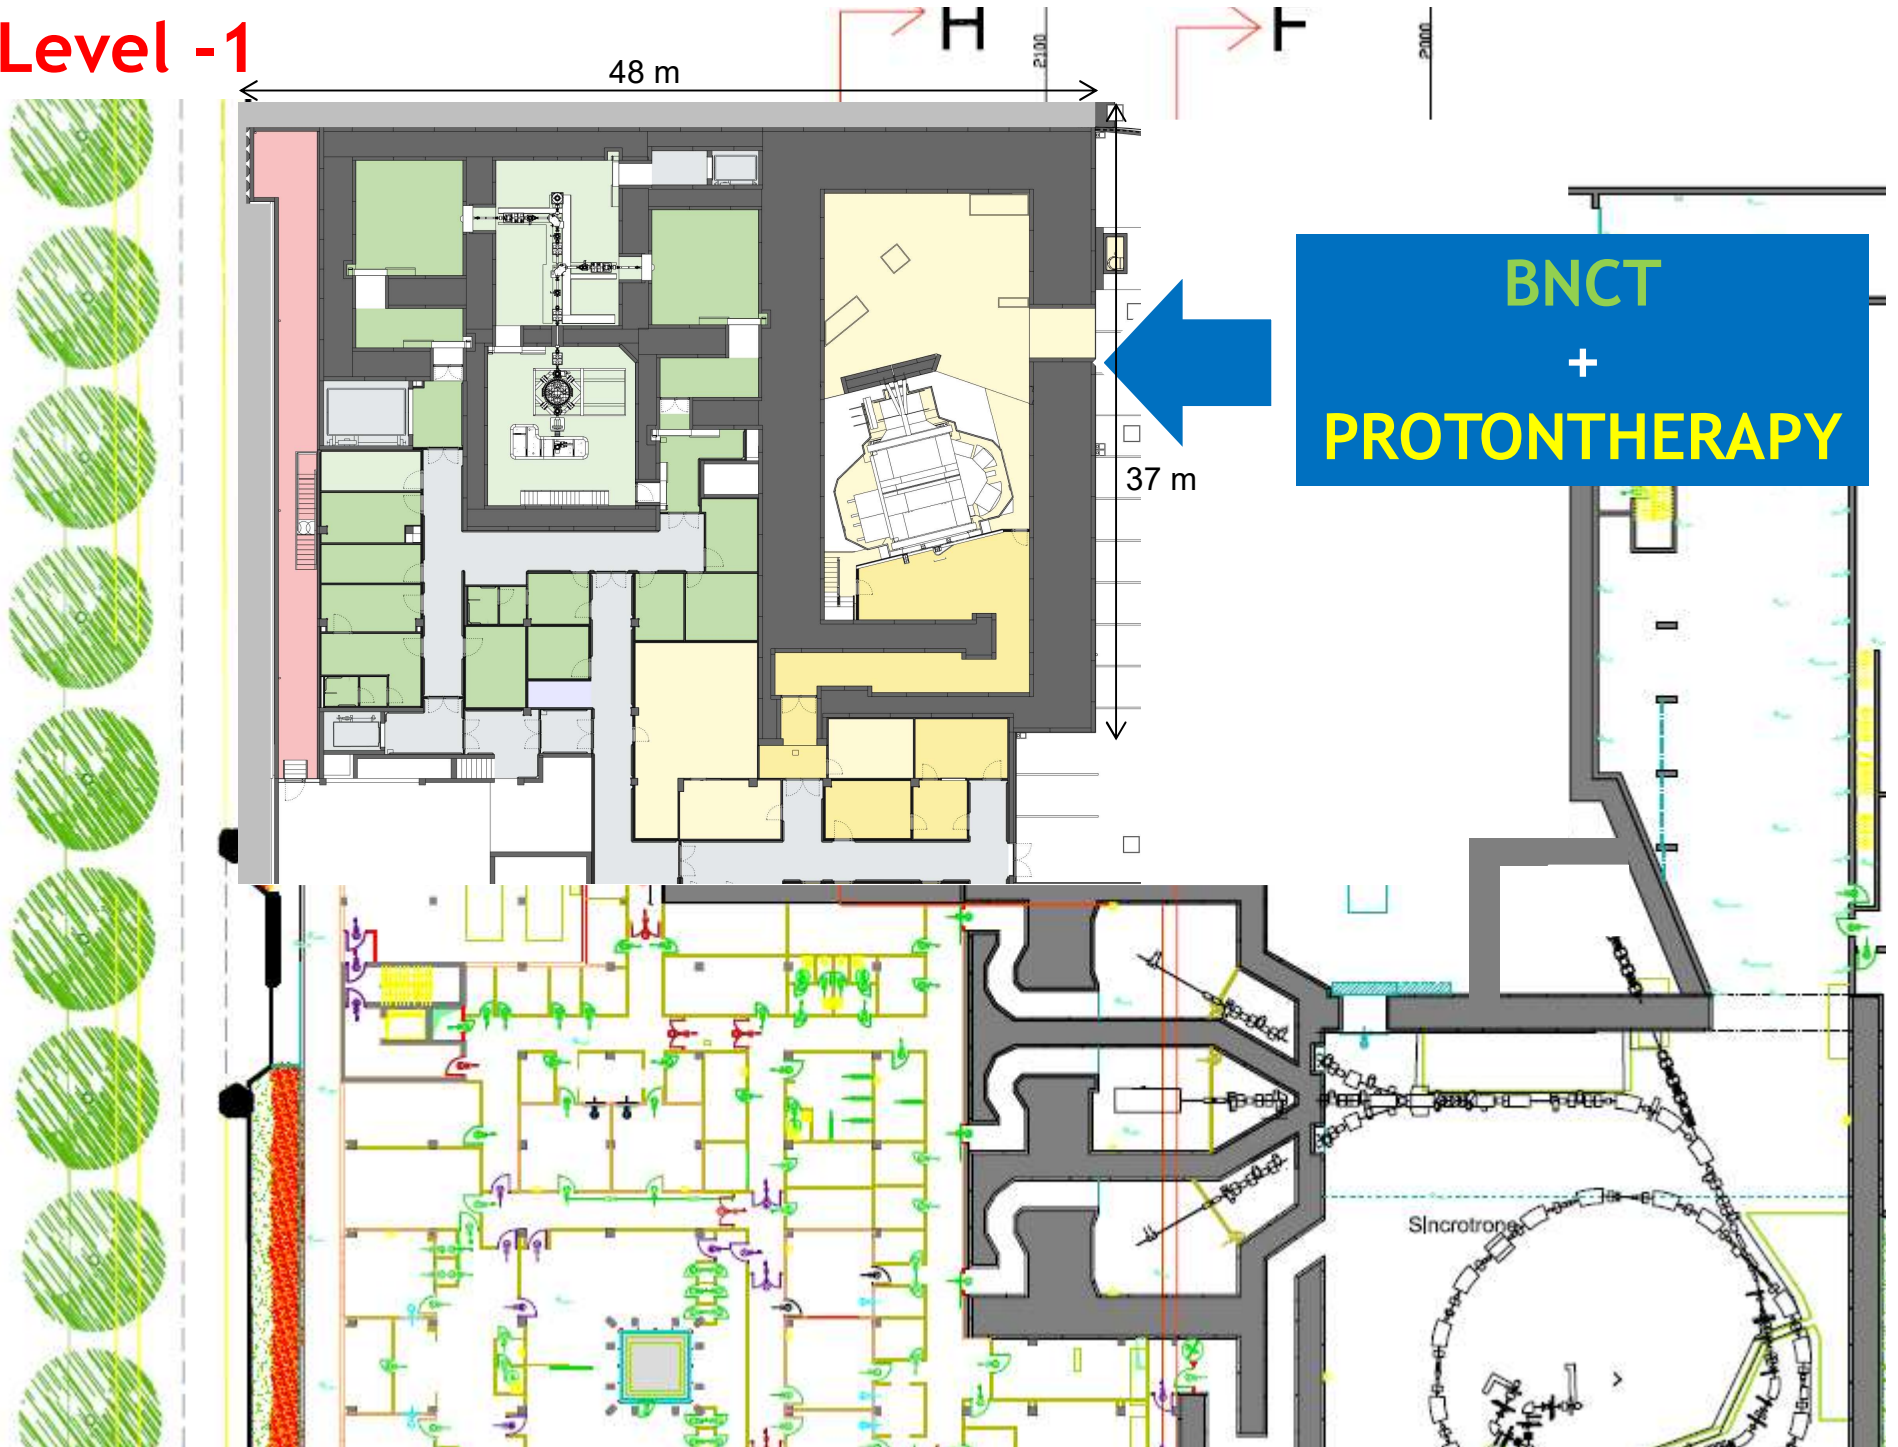 Level -1
H
F
2100
2000
48 m
37 m
BNCT
+
PROTONTHERAPY
Sincrotrone